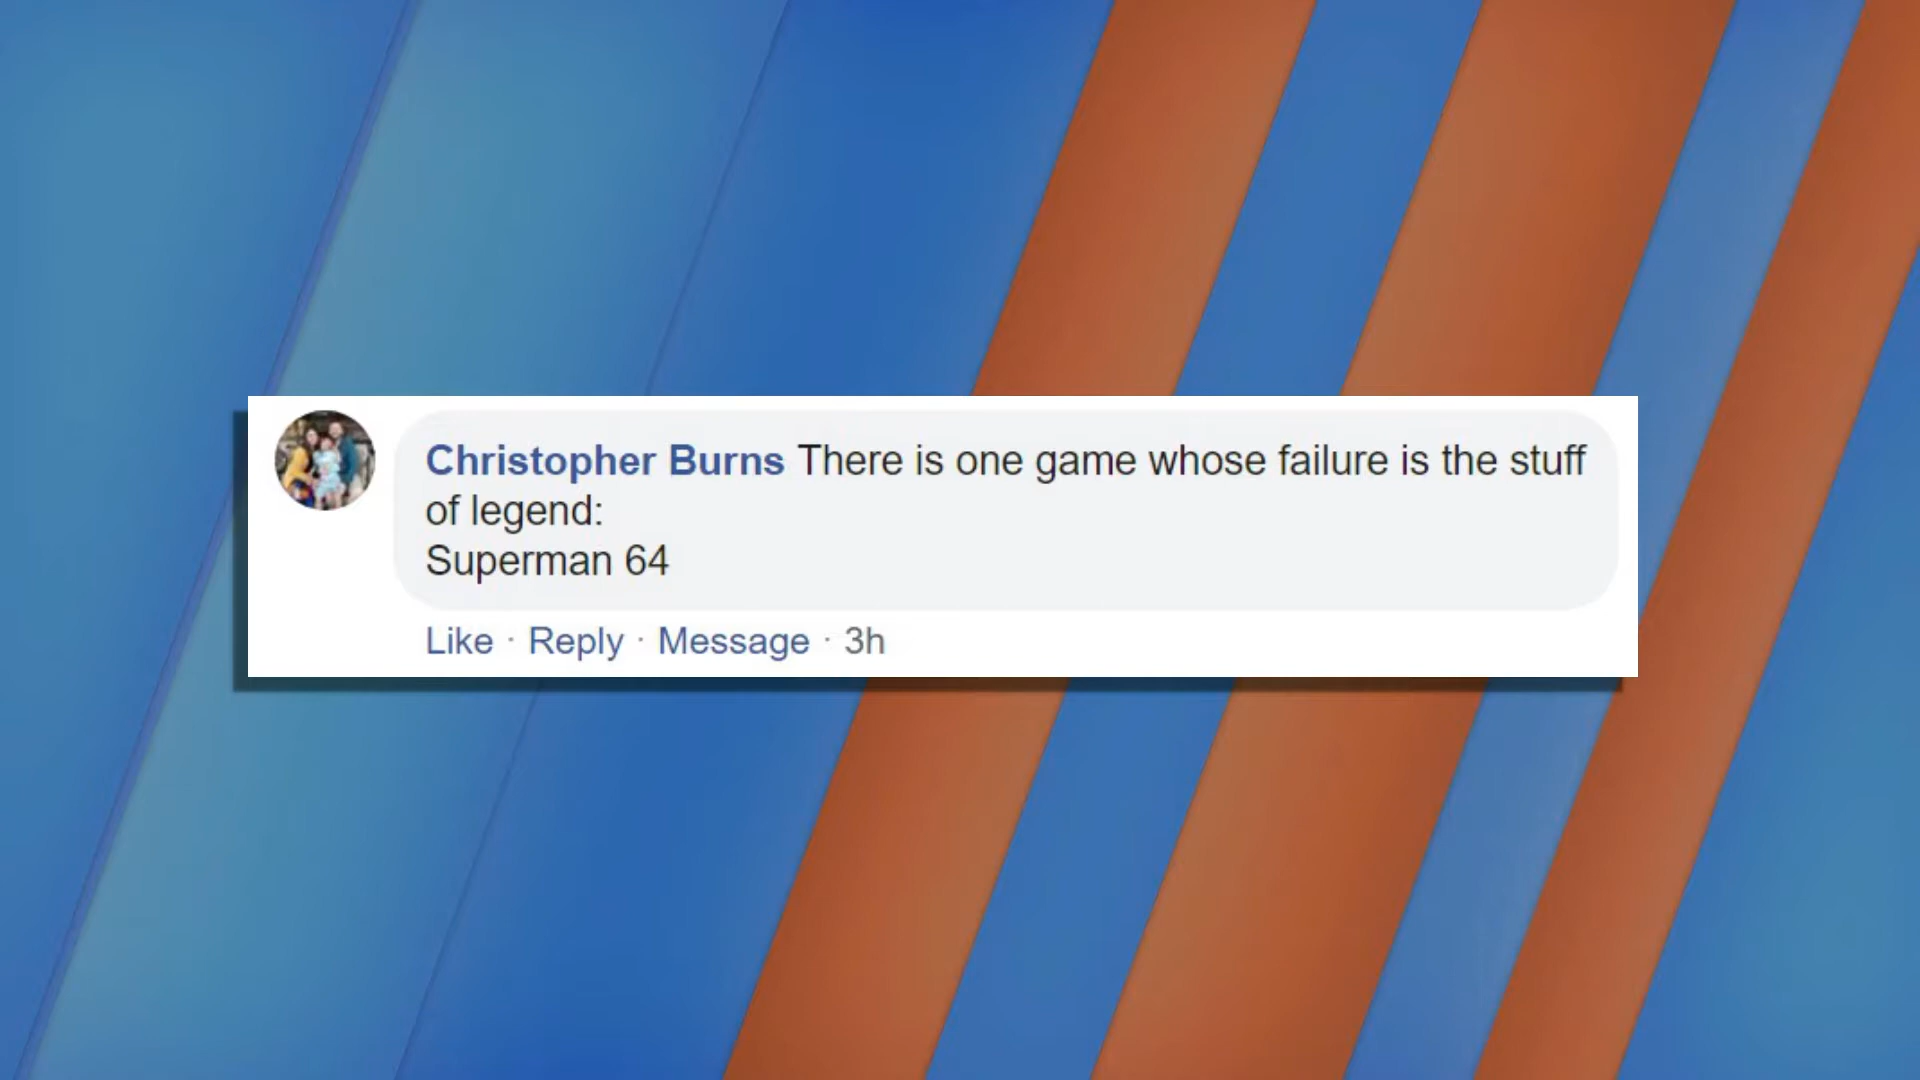 Christopher Burns There is one game whose failure is the stuff
of legend:
Superman 64
Like · Reply · Message · 3h